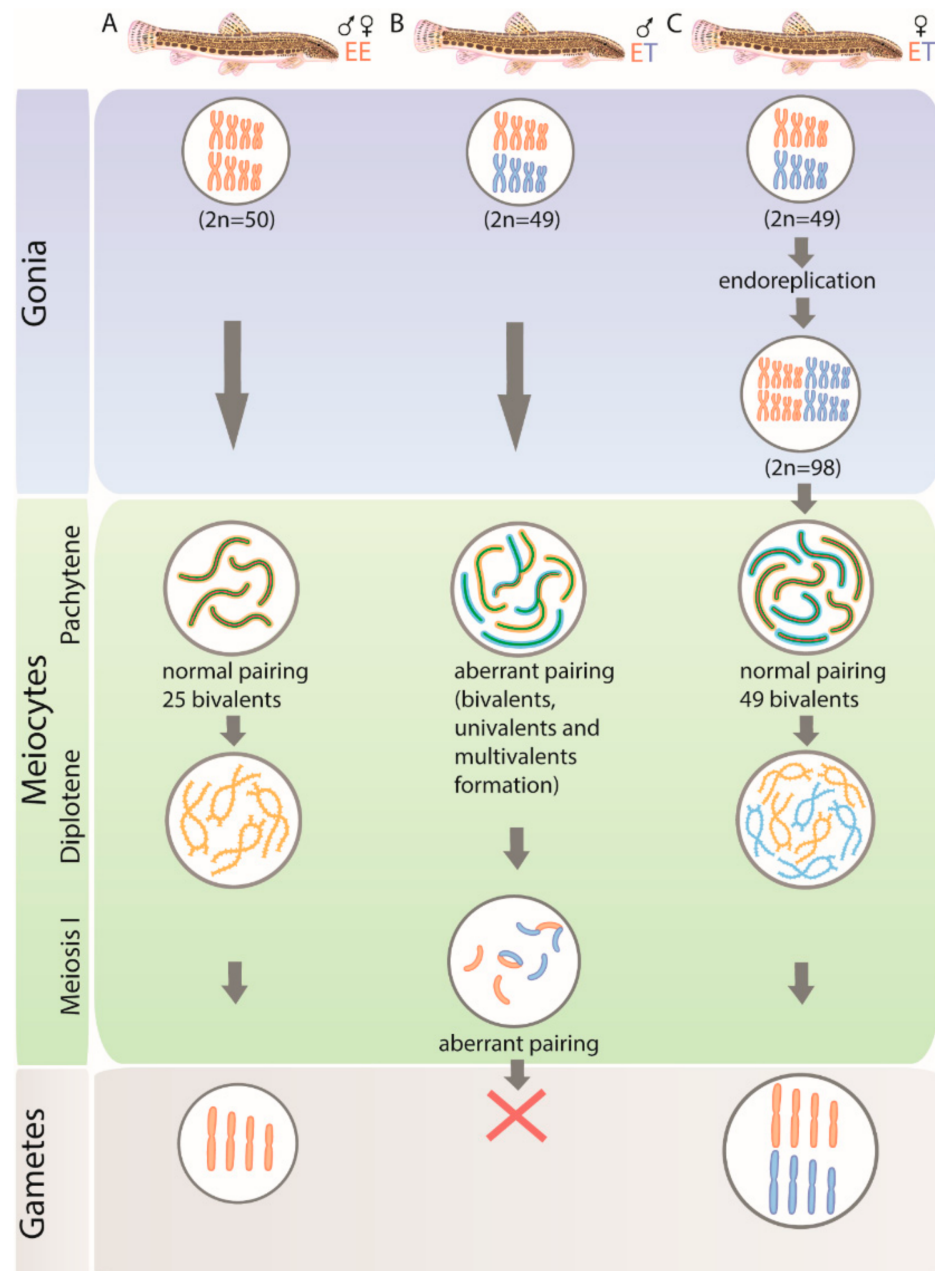 A ♂ ♀ B ♂ C ♀
EE ET ET
Gonia
(2n=50) (2n=49) (2n=49)
endoreplication
(2n=98)
Meiocytes
Pachytene
normal pairing
25 bivalents
aberrant pairing
(bivalents,
univalents and
multivalents
formation)
normal pairing
49 bivalents
Diplotene
Meiosis I
aberrant pairing
Gametes